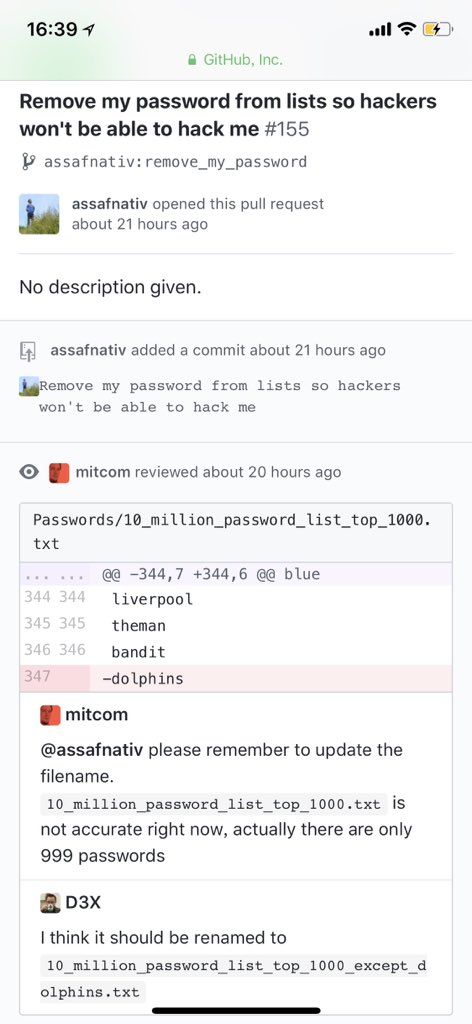 16:39
GitHub, Inc.
Remove my password from lists so hackers
won't be able to hack me #155
assafnativ:remove_my_password
assafnativ opened this pull request
about 21 hours ago
No description given.
assafnativ added a commit about 21 hours ago
Remove my password from lists so hackers
won't be able to hack me
mitcom reviewed about 20 hours ago
Passwords/10_million_password_list_top_1000.
txt
... ... @@ -344,7 +344,6 @@ blue
344 344 liverpool
345 345 theman
346 346 bandit
347 -dolphins
mitcom
@assafnativ please remember to update the
filename.
10_million_password_list_top_1000.txt is
not accurate right now, actually there are only
999 passwords
D3X
I think it should be renamed to
10_million_password_list_top_1000_except_d
olphins.txt